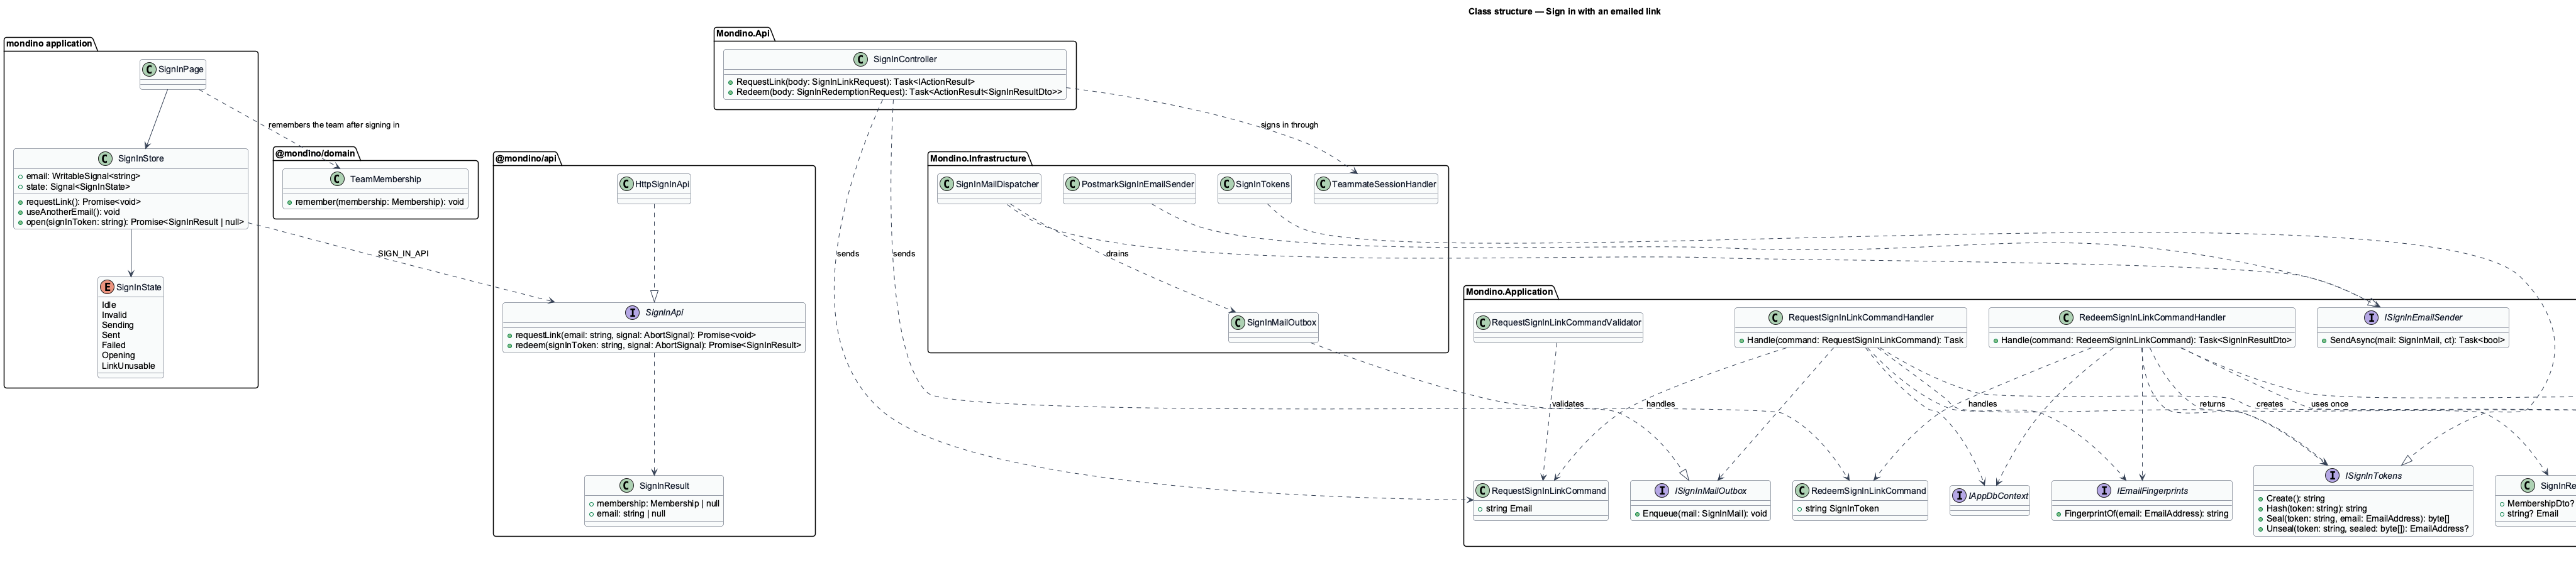 Class structure — Sign in with an emailed link
mondino application
SignInPage
SignInStore
email: WritableSignal<string>
state: Signal<SignInState>
requestLink(): Promise<void>
useAnotherEmail(): void
open(signInToken: string): Promise<SignInResult | null>
SignInState
Idle
Invalid
Sending
Sent
Failed
Opening
LinkUnusable
remembers the team after signing in
@mondino/domain
TeamMembership
remember(membership: Membership): void
SIGN_IN_API
@mondino/api
HttpSignInApi
SignInApi
requestLink(email: string, signal: AbortSignal): Promise<void>
redeem(signInToken: string, signal: AbortSignal): Promise<SignInResult>
SignInResult
membership: Membership | null
email: string | null
Mondino.Api
SignInController
RequestLink(body: SignInLinkRequest): Task<IActionResult>
Redeem(body: SignInRedemptionRequest): Task<ActionResult<SignInResultDto>>
sends
sends
signs in through
Mondino.Infrastructure
SignInMailDispatcher
PostmarkSignInEmailSender
SignInTokens
TeammateSessionHandler
drains
SignInMailOutbox
Mondino.Application
RequestSignInLinkCommandValidator
RequestSignInLinkCommandHandler
Handle(command: RequestSignInLinkCommand): Task
RedeemSignInLinkCommandHandler
Handle(command: RedeemSignInLinkCommand): Task<SignInResultDto>
ISignInEmailSender
SendAsync(mail: SignInMail, ct): Task<bool>
validates
handles
handles
returns
creates
uses once
RequestSignInLinkCommand
string Email
ISignInMailOutbox
Enqueue(mail: SignInMail): void
RedeemSignInLinkCommand
string SignInToken
IAppDbContext
IEmailFingerprints
FingerprintOf(email: EmailAddress): string
ISignInTokens
Create(): string
Hash(token: string): string
Seal(token: string, email: EmailAddress): byte[]
Unseal(token: string, sealed: byte[]): EmailAddress?
SignInRe
MembershipDto?
string? Email